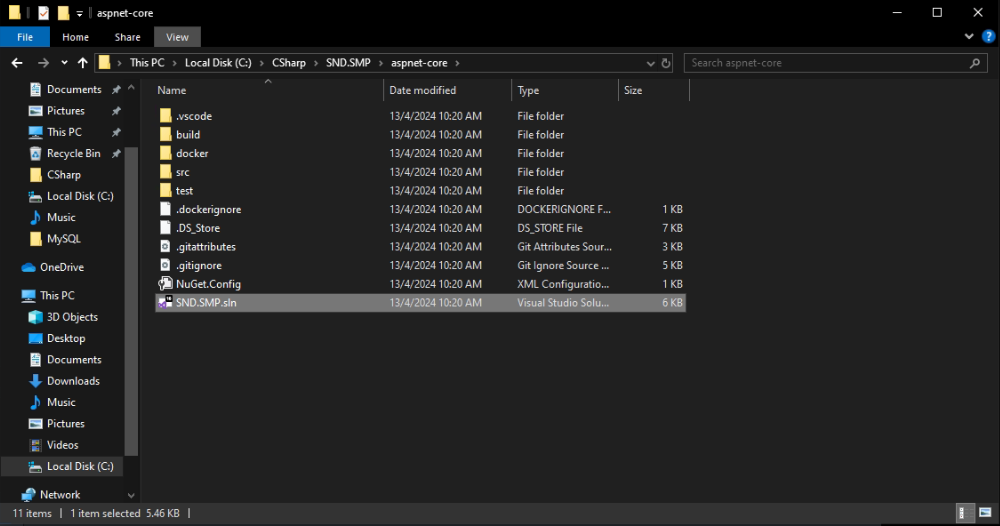 aspnet-core
File Home Share View
This PC > Local Disk (C:) > CSharp > SND.SMP > aspnet-core > Search aspnet-core
Documents
Pictures
This PC
Recycle Bin
CSharp
Local Disk (C:)
Music
MySQL
OneDrive
This PC
3D Objects
Desktop
Documents
Downloads
Music
Pictures
Videos
Local Disk (C:)
Network
Name Date modified Type Size
.vscode 13/4/2024 10:20 AM File folder
build 13/4/2024 10:20 AM File folder
docker 13/4/2024 10:20 AM File folder
src 13/4/2024 10:20 AM File folder
test 13/4/2024 10:20 AM File folder
.dockerignore 13/4/2024 10:20 AM DOCKERIGNORE F... 1 KB
.DS_Store 13/4/2024 10:20 AM DS_STORE File 7 KB
.gitattributes 13/4/2024 10:20 AM Git Attributes Sour... 3 KB
.gitignore 13/4/2024 10:20 AM Git Ignore Source ... 5 KB
NuGet.Config 13/4/2024 10:20 AM XML Configuratio... 1 KB
SND.SMP.sln 13/4/2024 10:20 AM Visual Studio Solu... 6 KB
11 items 1 item selected 5.46 KB